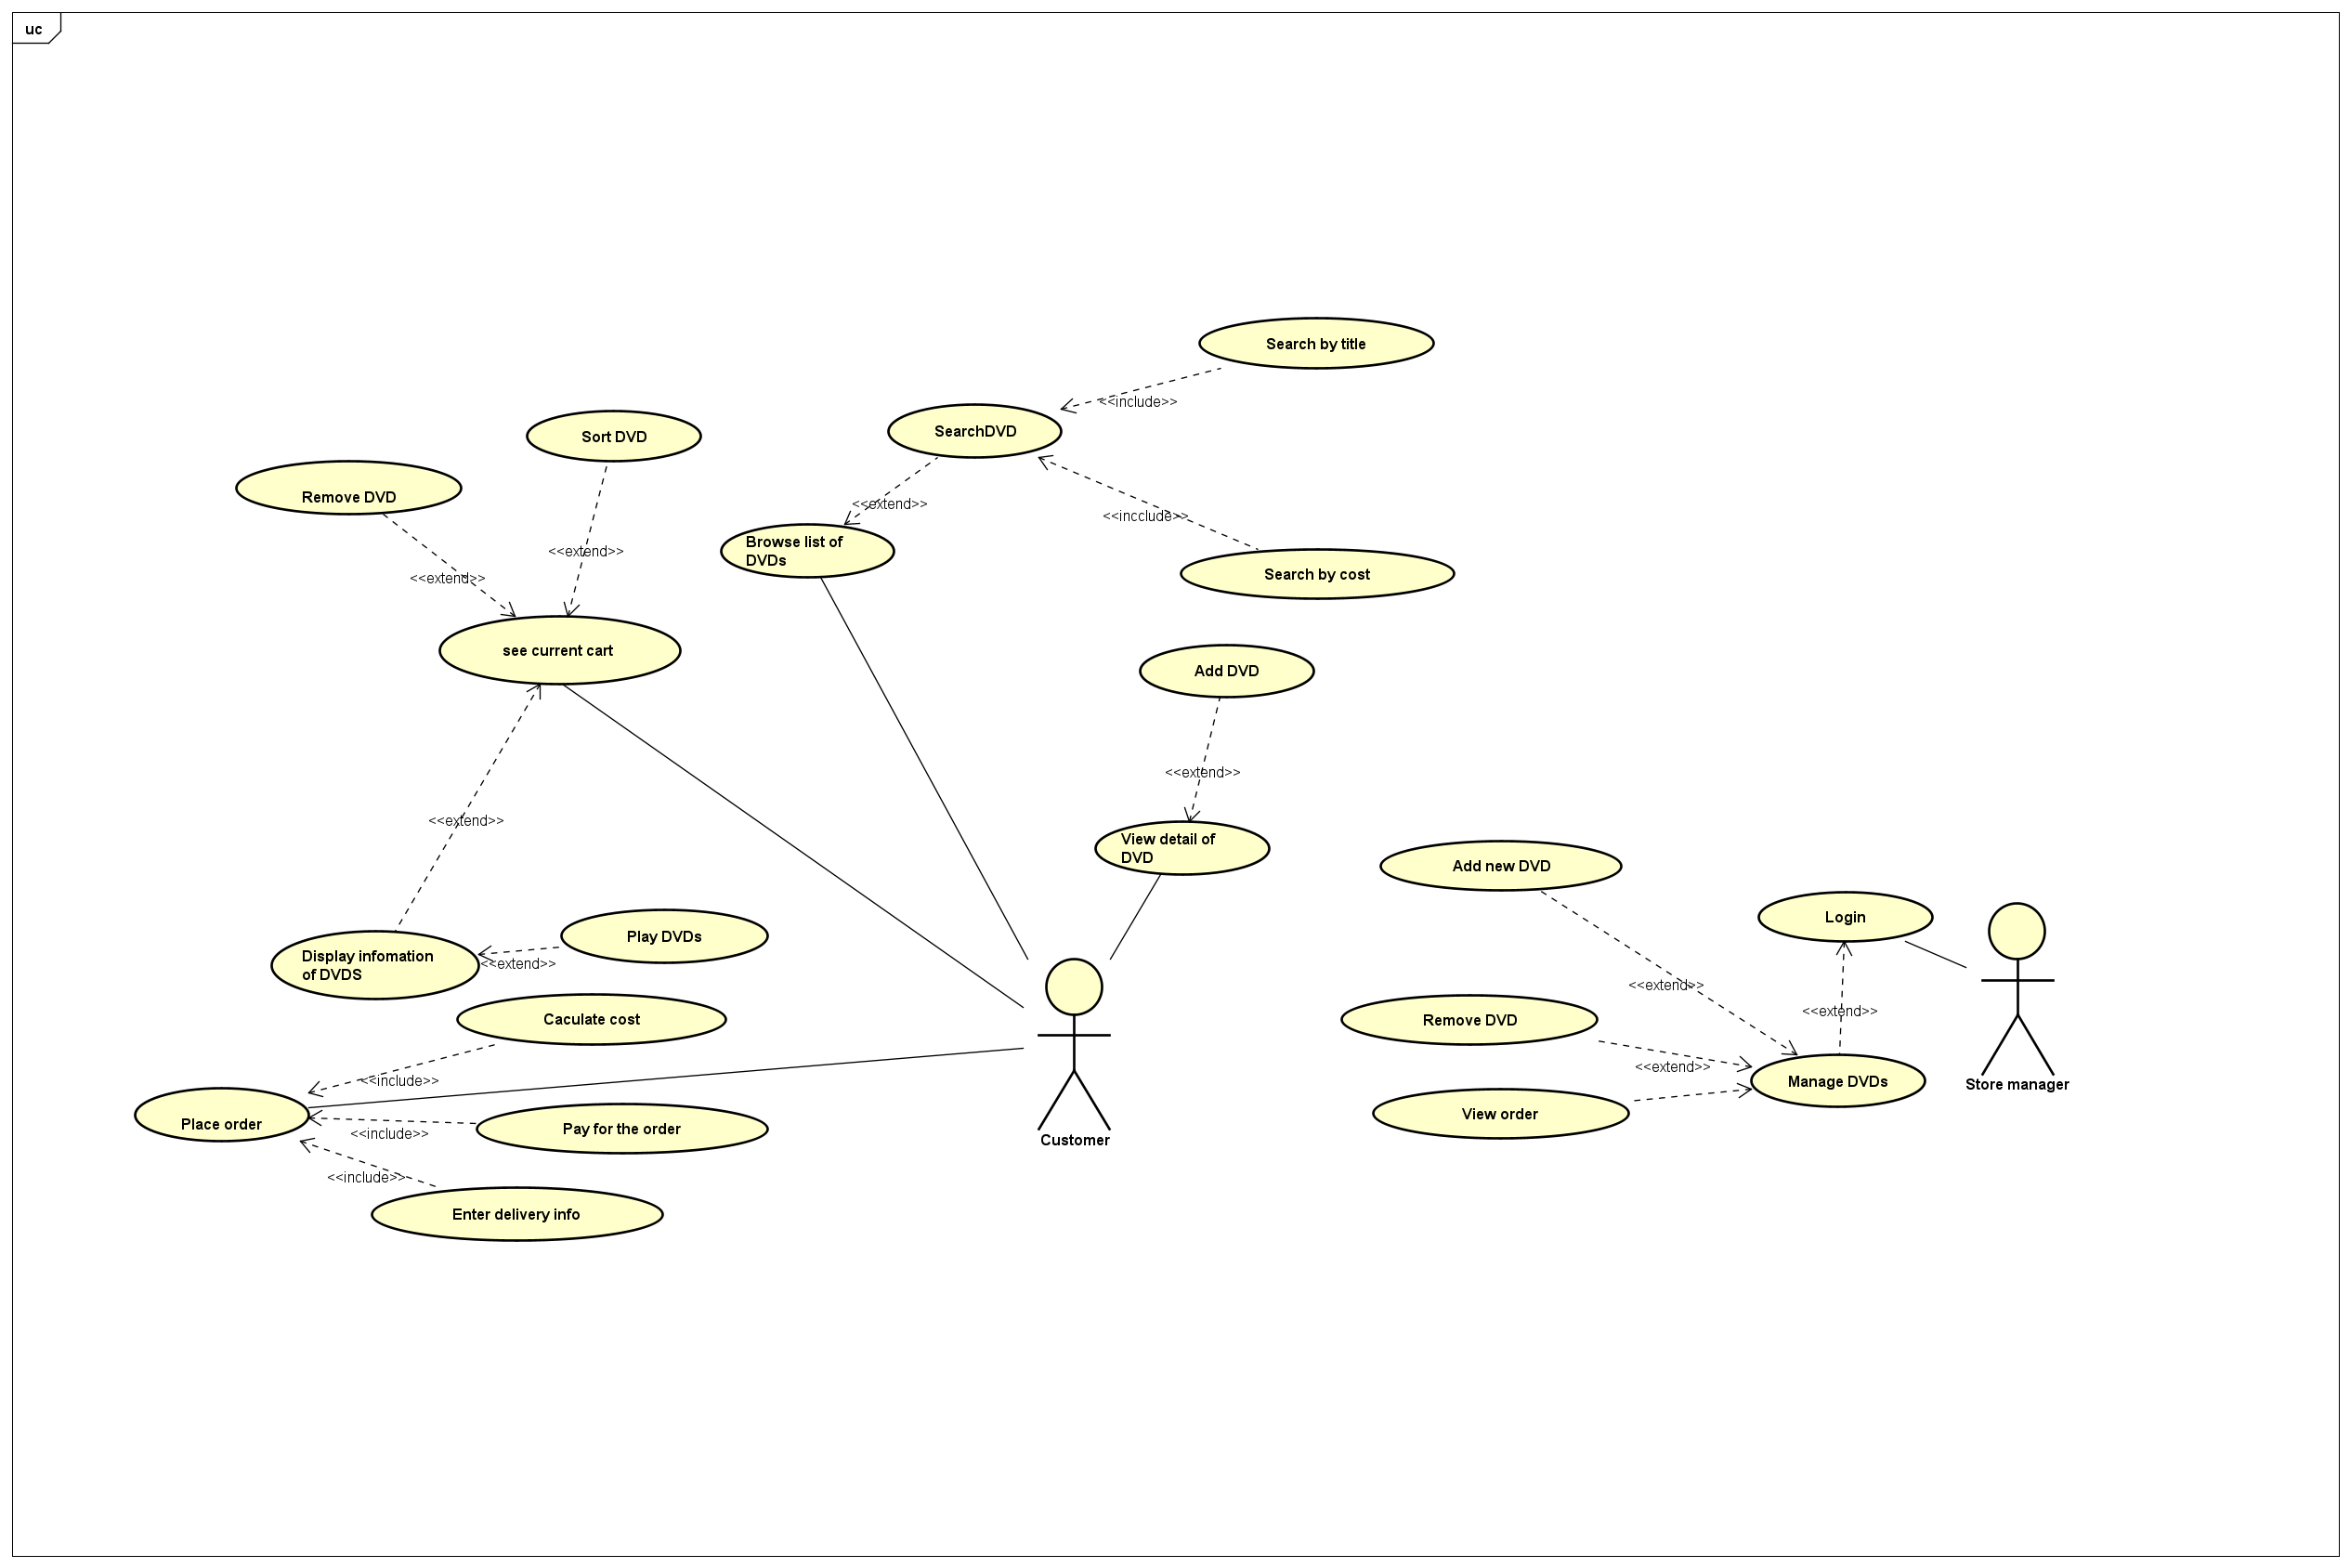 uc
Search by title
<<include>>
SearchDVD
Sort DVD
Remove DVD
<<extend>>
<<incclude>>
Browse list of
DVDs
<<extend>>
Search by cost
<<extend>>
see current cart
Add DVD
<<extend>>
<<extend>>
View detail of
DVD
Add new DVD
Login
Play DVDs
Display infomation
of DVDS
<<extend>>
<<extend>>
<<extend>>
Caculate cost
Remove DVD
<<extend>>
<<include>>
Manage DVDs
Store manager
View order
Place order
Pay for the order
<<include>>
Customer
<<include>>
Enter delivery info